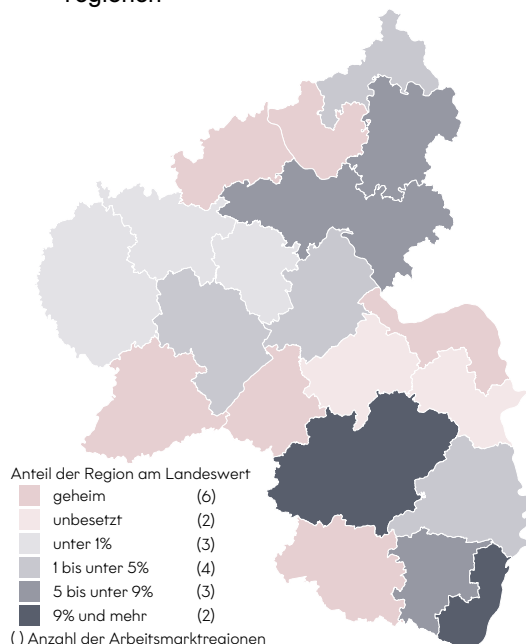 regionen
Anteil der Region am Landeswert
geheim (6)
unbesetzt (2)
unter 1% (3)
1 bis unter 5% (4)
5 bis unter 9% (3)
9% und mehr (2)
( ) Anzahl der Arbeitsmarktregionen